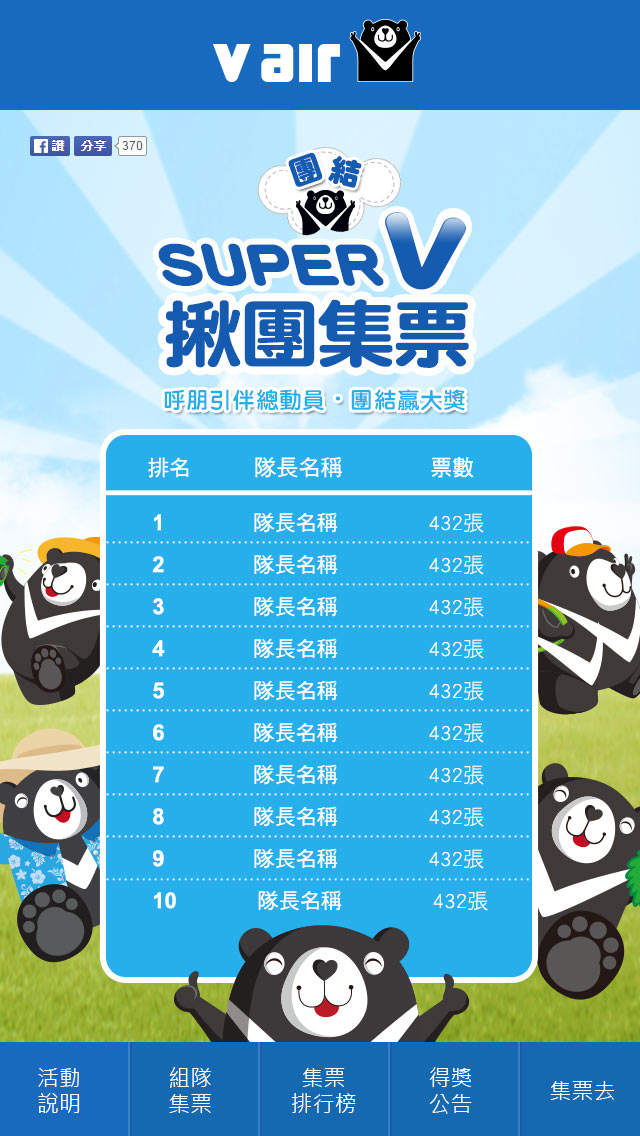 v air
讚 分享 370
團結
SUPER V
揪團集票
呼朋引伴總動員・團結贏大獎
排名 隊長名稱 票數
1 隊長名稱 432張
2 隊長名稱 432張
3 隊長名稱 432張
4 隊長名稱 432張
5 隊長名稱 432張
6 隊長名稱 432張
7 隊長名稱 432張
8 隊長名稱 432張
9 隊長名稱 432張
10 隊長名稱 432張
活動
說明
組隊
集票
集票
排行榜
得獎
公告
集票去